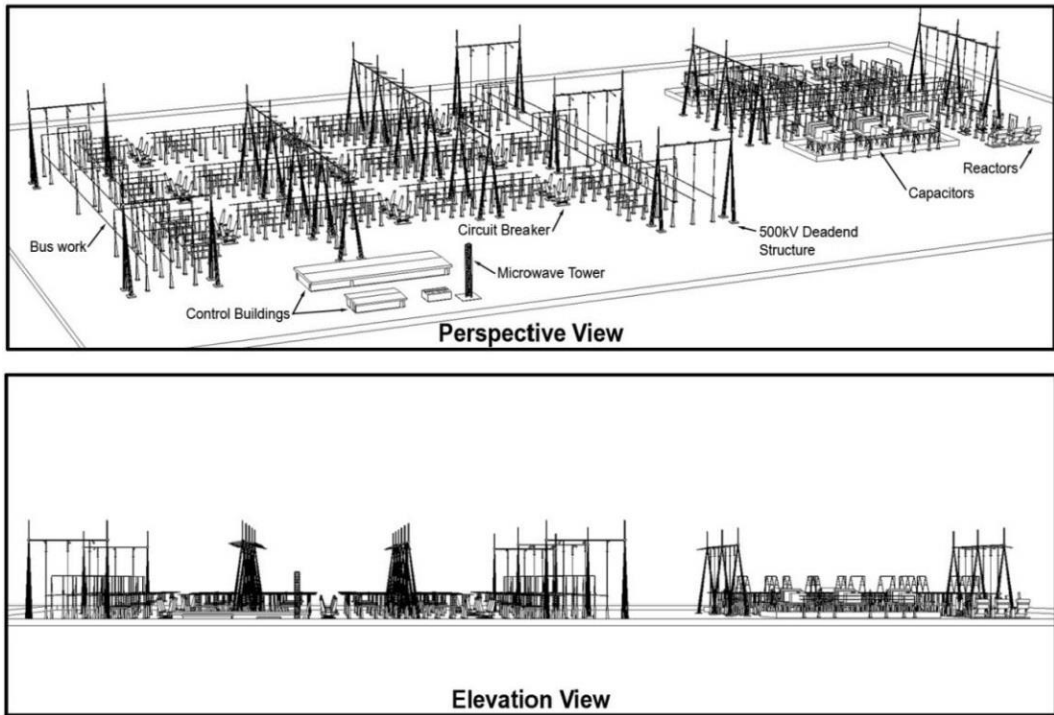 Reactors
Capacitors
Bus work
Circuit Breaker
500kV Deadend
Structure
Microwave Tower
Control Buildings
Perspective View
Elevation View